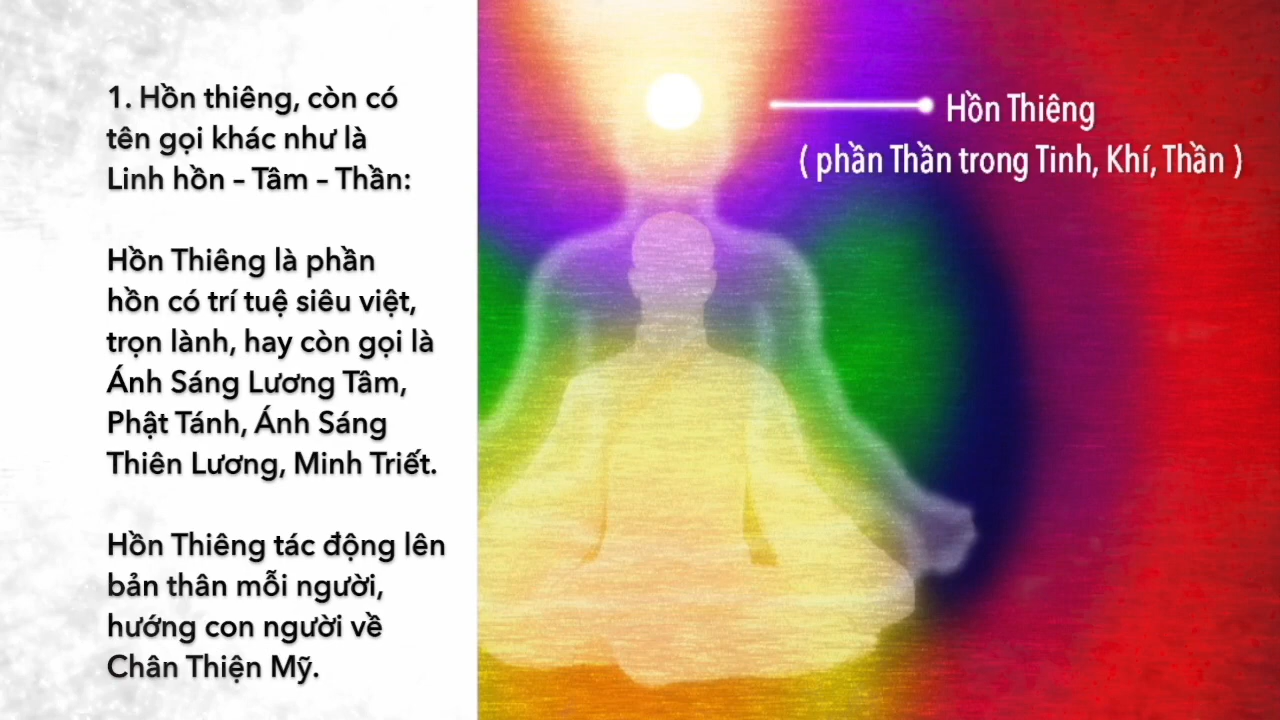 1. Hồn thiêng, còn có
tên gọi khác như là
Linh hồn – Tâm – Thần:
Hồn Thiêng là phần
hồn có trí tuệ siêu việt,
trọn lành, hay còn gọi là
Ánh Sáng Lương Tâm,
Phật Tánh, Ánh Sáng
Thiên Lương, Minh Triết.
Hồn Thiêng tác động lên
bản thân mỗi người,
hướng con người về
Chân Thiện Mỹ.
Hồn Thiêng
( phần Thần trong Tinh, Khí, Thần )